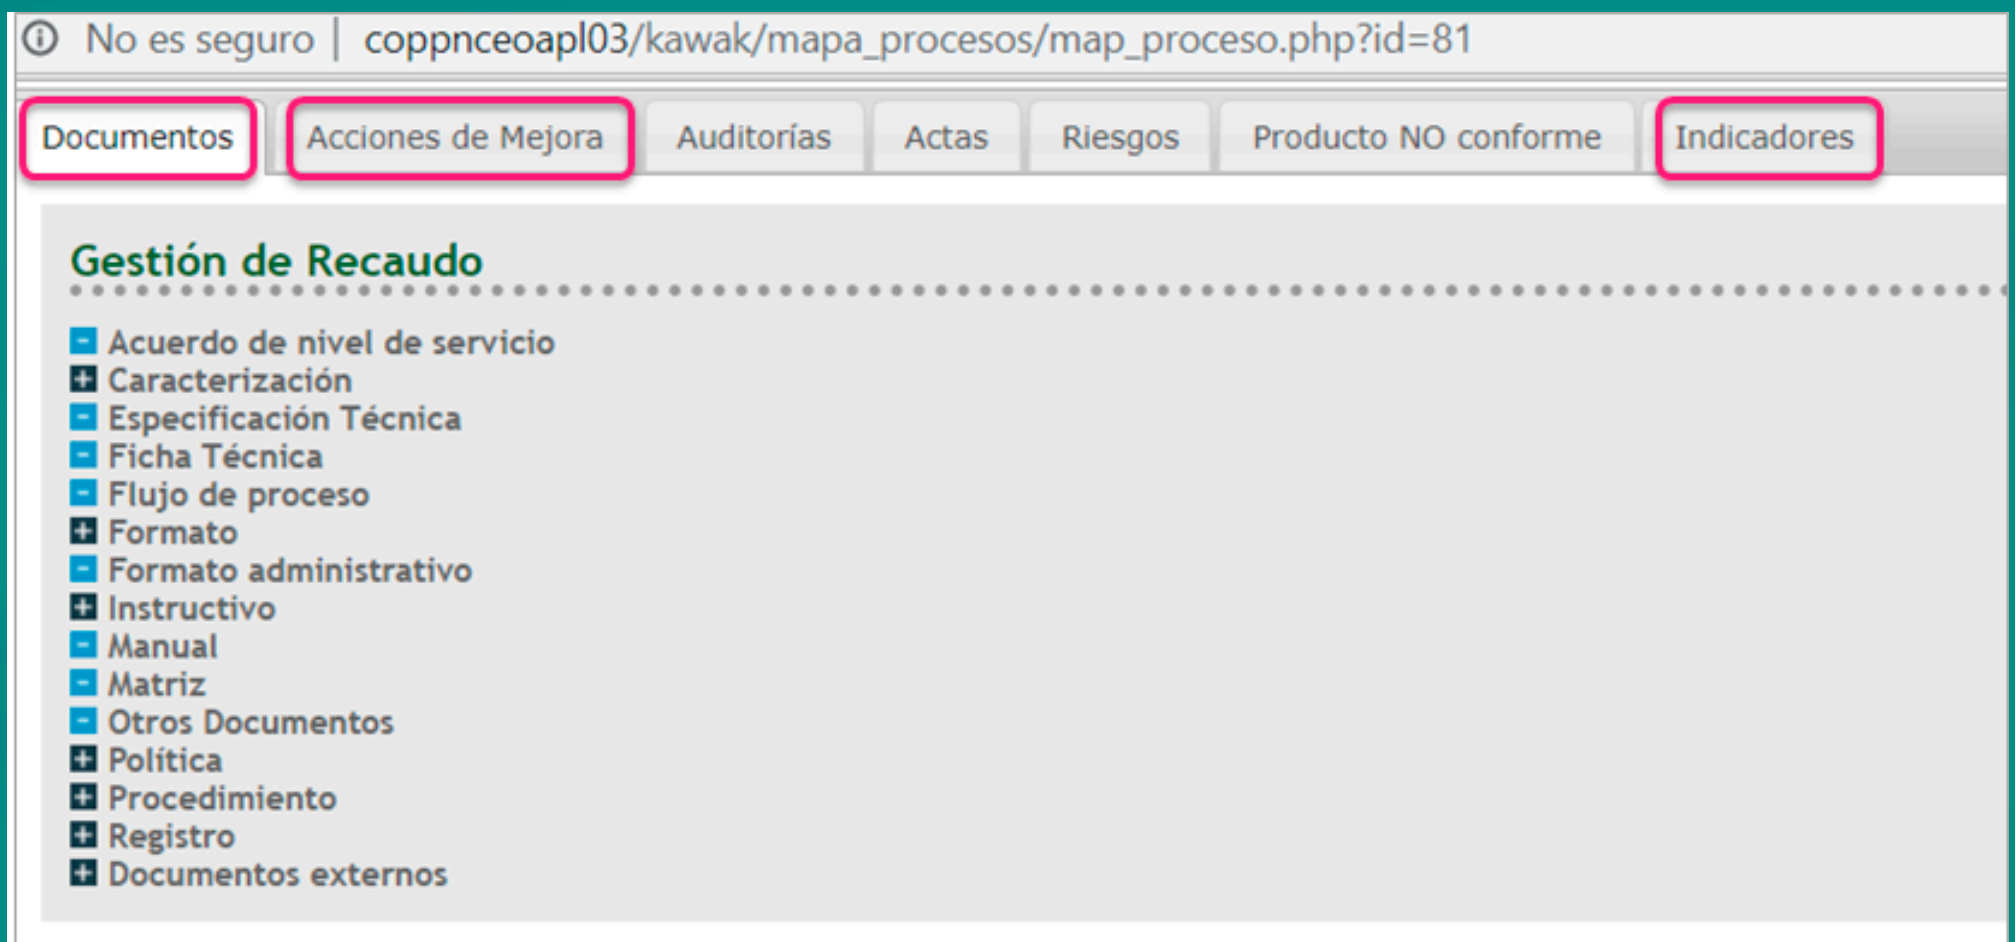 No es seguro | coppnceoapl03/kawak/mapa_procesos/map_proceso.php?id=81
Documentos Acciones de Mejora Auditorías Actas Riesgos Producto NO conforme Indicadores
Gestión de Recaudo
- Acuerdo de nivel de servicio
+ Caracterización
- Especificación Técnica
- Ficha Técnica
- Flujo de proceso
+ Formato
- Formato administrativo
+ Instructivo
- Manual
- Matriz
- Otros Documentos
+ Política
+ Procedimiento
+ Registro
+ Documentos externos